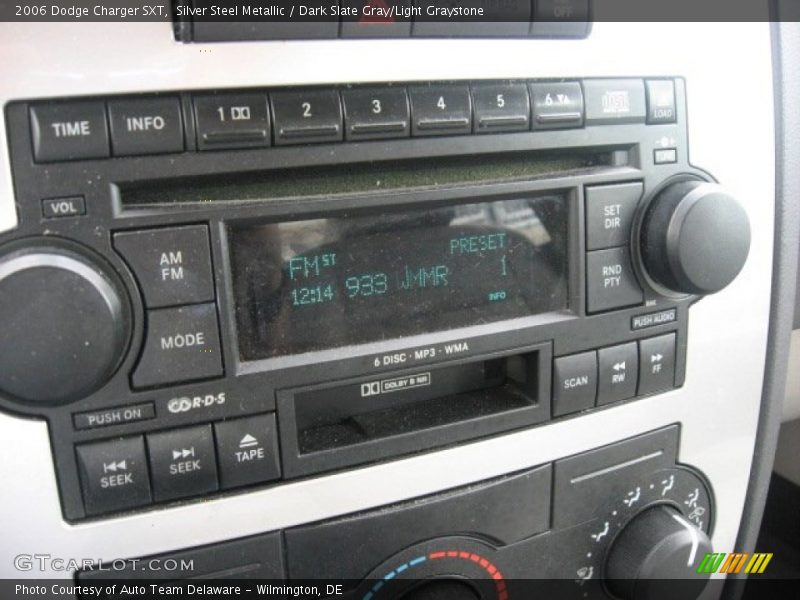 2006 Dodge Charger SXT, Silver Steel Metallic / Dark Slate Gray/Light Graystone
OFF
TIME INFO 1 2 3 4 5 6 LOAD
VOL
AM FM
MODE
FM ST PRESET
12:14 933 WMMR 1
INFO
SET DIR
RND PTY
TUNE
PUSH AUDIO
6 DISC · MP3 · WMA
DOLBY B NR
PUSH ON
R·D·S
SEEK SEEK TAPE
SCAN RW FF
GTCARLOT.COM
Photo Courtesy of Auto Team Delaware - Wilmington, DE